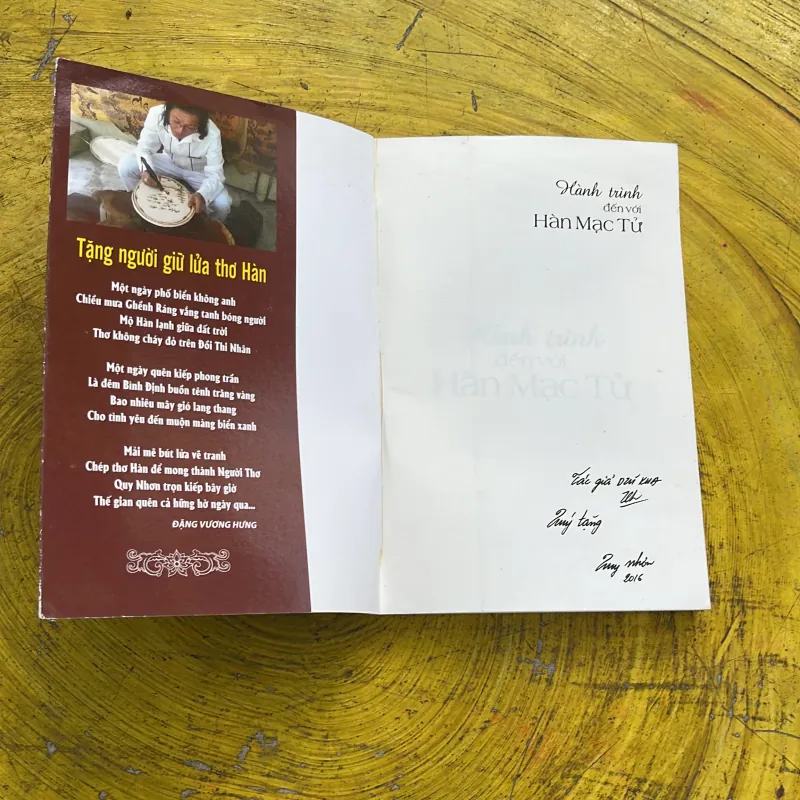 Tặng người giữ lửa thơ Hàn
Một ngày phố biển không anh
Chiều mưa Ghềnh Ráng vắng tanh bóng người
Mộ Hàn lạnh giữa đất trời
Thơ không cháy đỏ trên Đồi Thi Nhân
Một ngày quên kiếp phong trần
Là đêm Bình Định buồn tênh trăng vàng
Bao nhiêu mây gió lang thang
Cho tình yêu đến muộn màng biển xanh
Mải mê bút lửa vẽ tranh
Chép thơ Hàn để mong thành Người Thơ
Quy Nhơn trọn kiếp bây giờ
Thế gian quên cả hững hờ ngày qua...
ĐẶNG VƯƠNG HƯNG
Hành trình
đến với
Hàn Mạc Tử
Hành trình
đến với
Hàn Mạc Tử
Tác giả Dzũ Kha
Quý tặng
Quy nhơn
2016